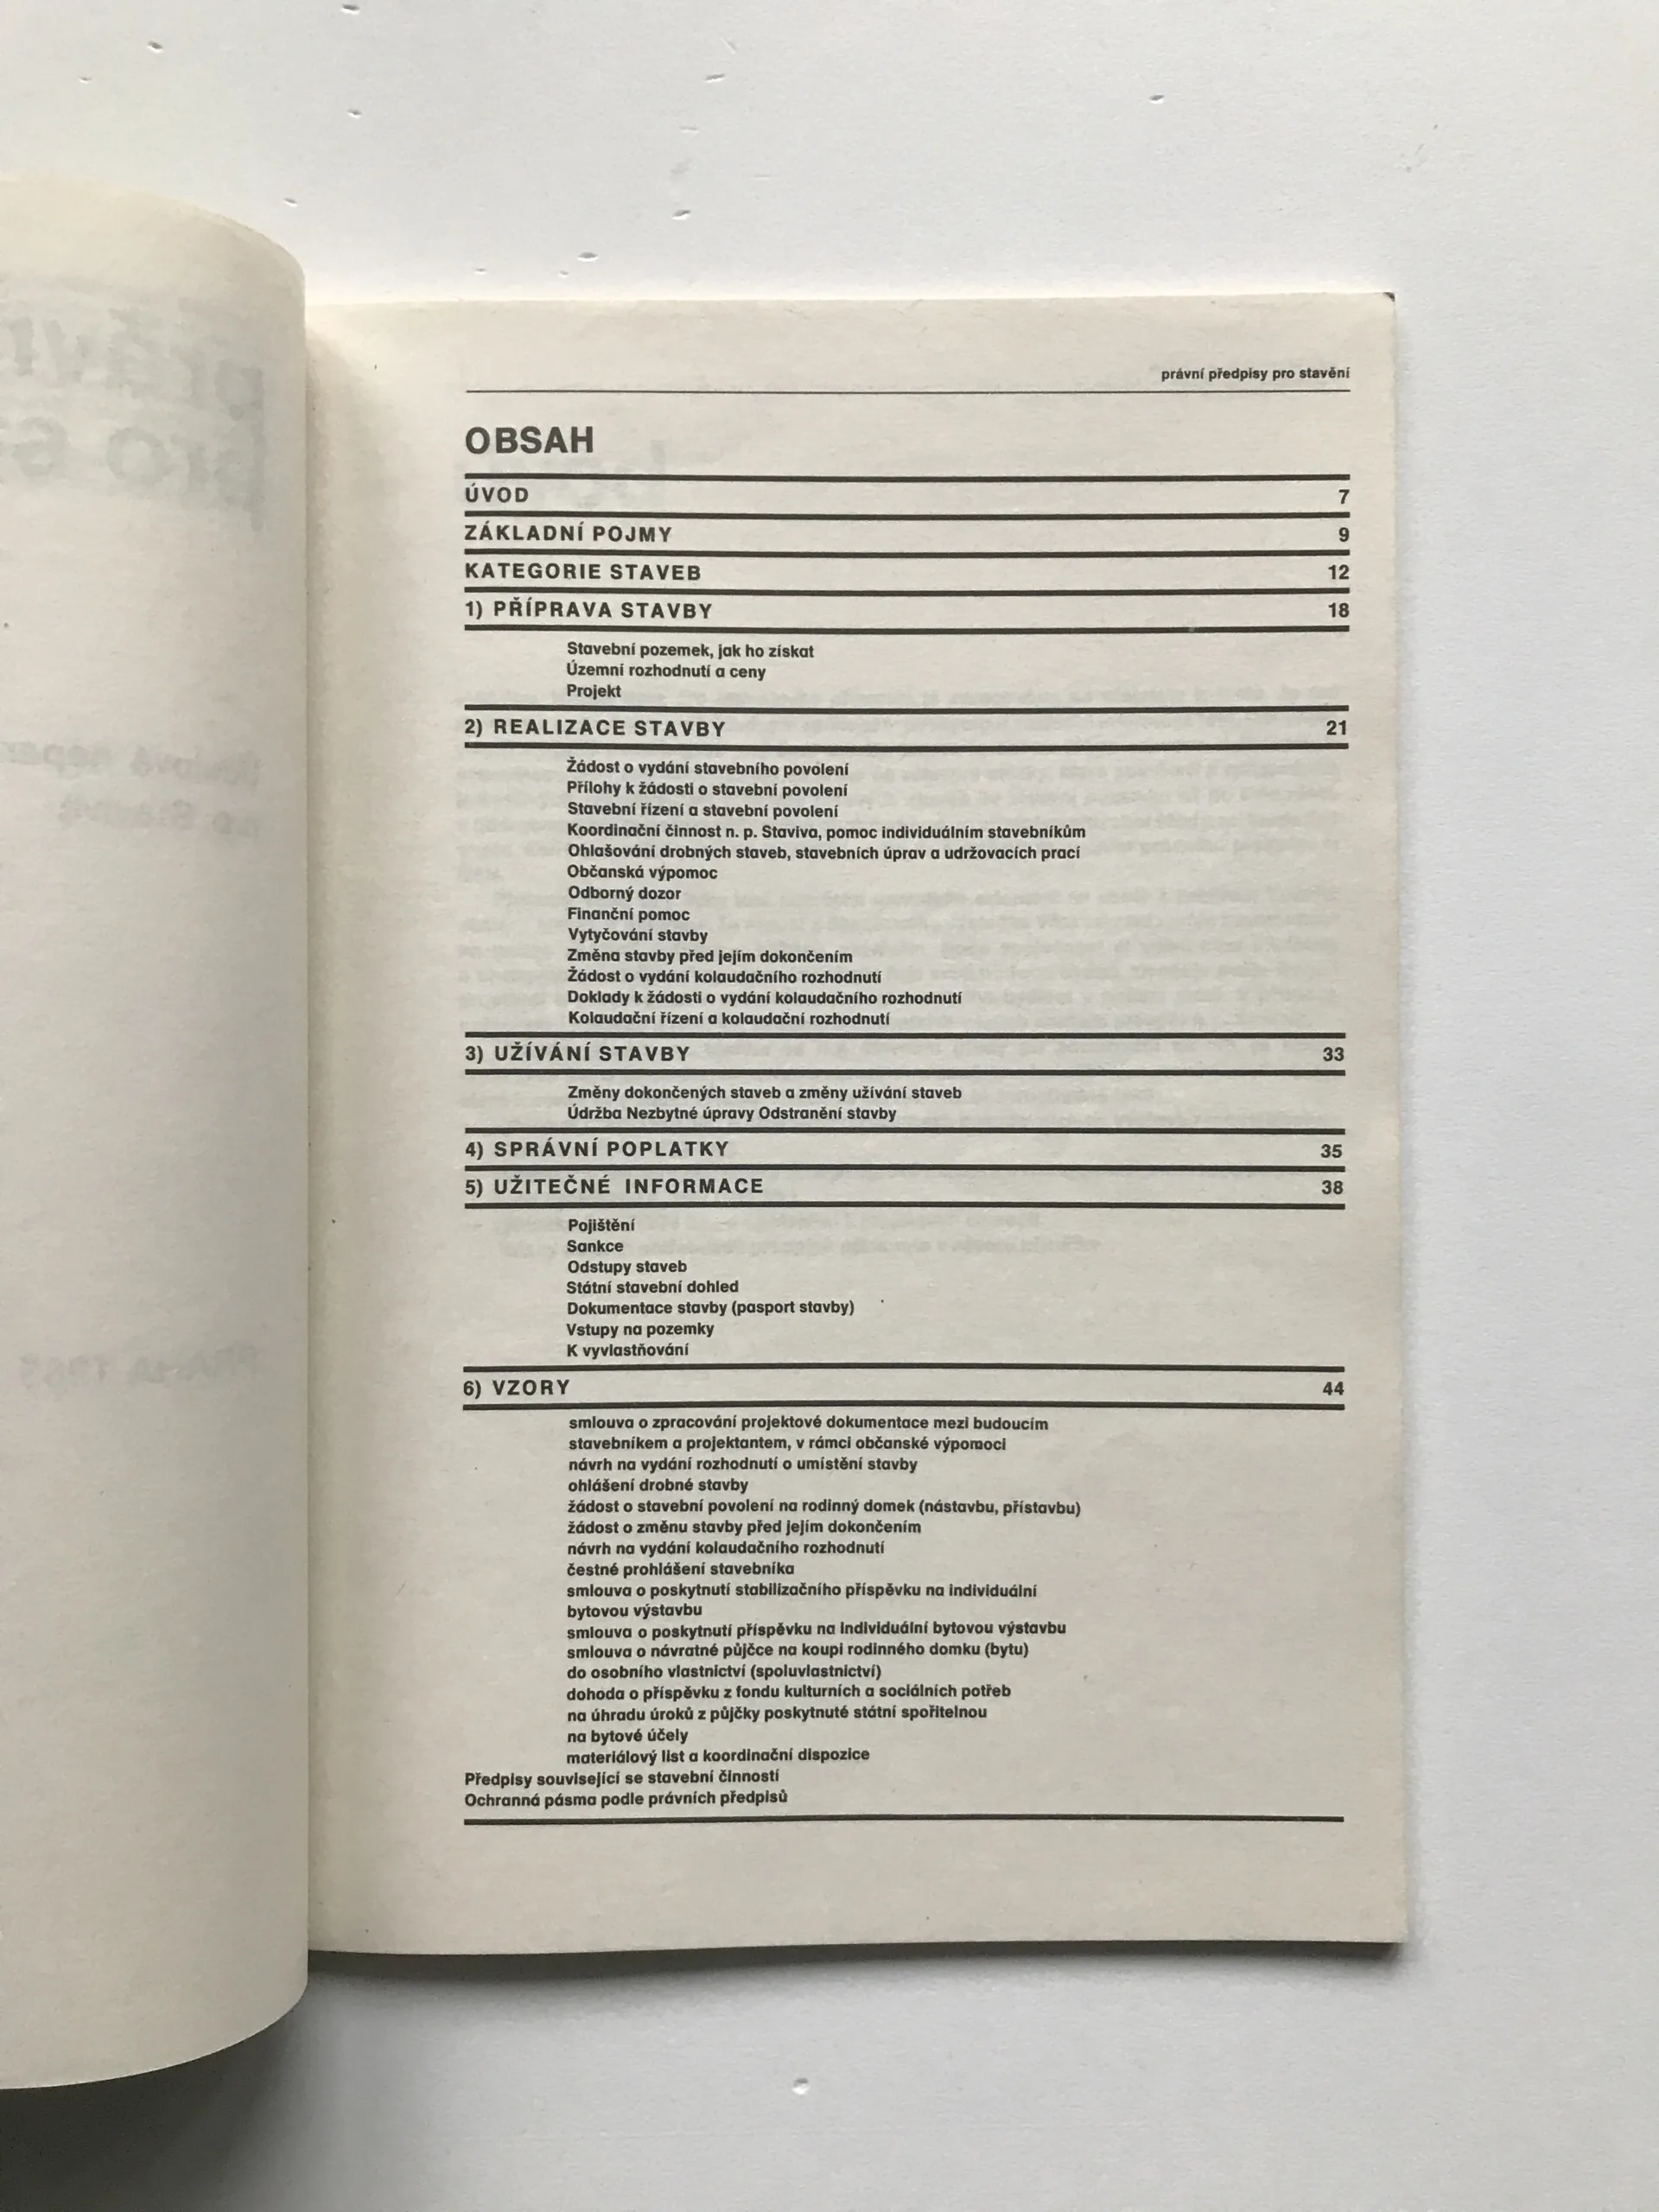 právní předpisy pro stavění
OBSAH
ÚVOD 7
ZÁKLADNÍ POJMY 9
KATEGORIE STAVEB 12
1) PŘÍPRAVA STAVBY 18
Stavební pozemek, jak ho získat
Územní rozhodnutí a ceny
Projekt
2) REALIZACE STAVBY 21
Žádost o vydání stavebního povolení
Přílohy k žádosti o stavební povolení
Stavební řízení a stavební povolení
Koordinační činnost n. p. Staviva, pomoc individuálním stavebníkům
Ohlašování drobných staveb, stavebních úprav a udržovacích prací
Občanská výpomoc
Odborný dozor
Finanční pomoc
Vytyčování stavby
Změna stavby před jejím dokončením
Žádost o vydání kolaudačního rozhodnutí
Doklady k žádosti o vydání kolaudačního rozhodnutí
Kolaudační řízení a kolaudační rozhodnutí
3) UŽÍVÁNÍ STAVBY 33
Změny dokončených staveb a změny užívání staveb
Údržba Nezbytné úpravy Odstranění stavby
4) SPRÁVNÍ POPLATKY 35
5) UŽITEČNÉ INFORMACE 38
Pojištění
Sankce
Odstupy staveb
Státní stavební dohled
Dokumentace stavby (pasport stavby)
Vstupy na pozemky
K vyvlastňování
6) VZORY 44
smlouva o zpracování projektové dokumentace mezi budoucím
stavebníkem a projektantem, v rámci občanské výpomoci
návrh na vydání rozhodnutí o umístění stavby
ohlášení drobné stavby
žádost o stavební povolení na rodinný domek (nástavbu, přístavbu)
žádost o změnu stavby před jejím dokončením
návrh na vydání kolaudačního rozhodnutí
čestné prohlášení stavebníka
smlouva o poskytnutí stabilizačního příspěvku na individuální
bytovou výstavbu
smlouva o poskytnutí příspěvku na individuální bytovou výstavbu
smlouva o návratné půjčce na koupi rodinného domku (bytu)
do osobního vlastnictví (spoluvlastnictví)
dohoda o příspěvku z fondu kulturních a sociálních potřeb
na úhradu úroků z půjčky poskytnuté státní spořitelnou
na bytové účely
materiálový list a koordinační dispozice
Předpisy související se stavební činností
Ochranná pásma podle právních předpisů